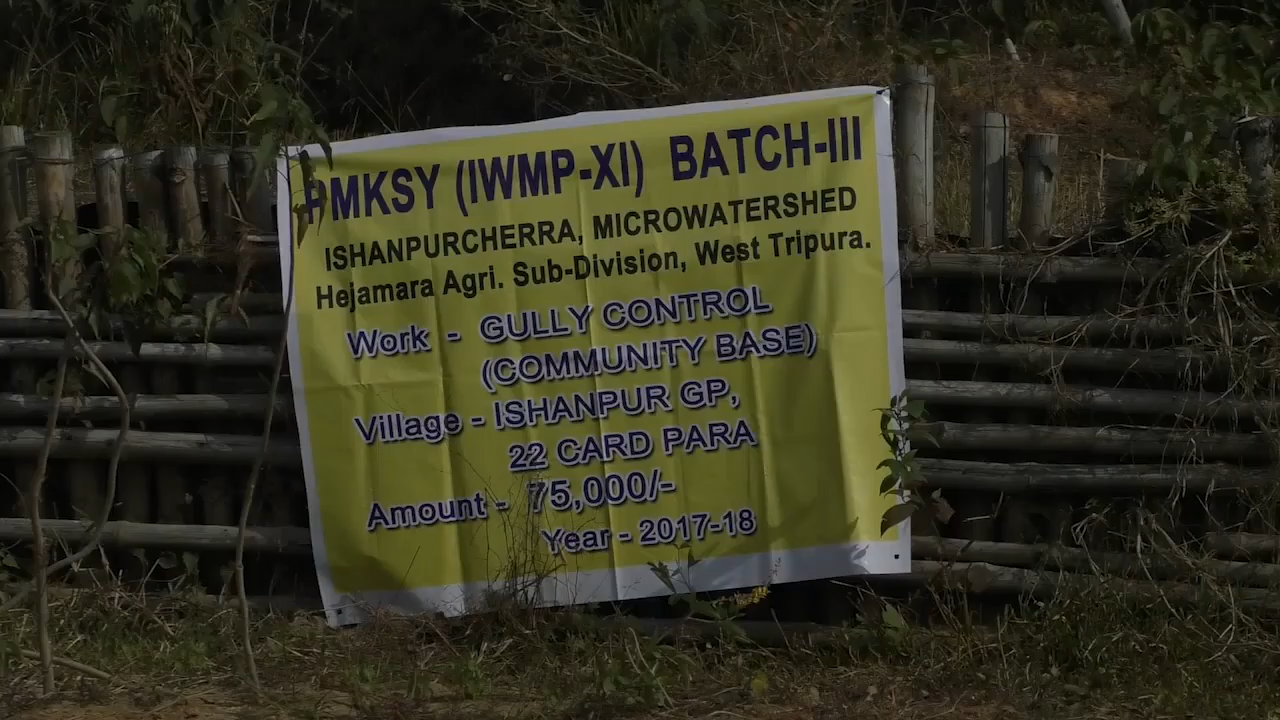 PMKSY (IWMP-XI) BATCH-III
ISHANPURCHERRA, MICROWATERSHED
Hejamara Agri. Sub-Division, West Tripura.
Work - GULLY CONTROL
(COMMUNITY BASE)
Village - ISHANPUR GP,
22 CARD PARA
Amount - 75,000/-
Year - 2017-18